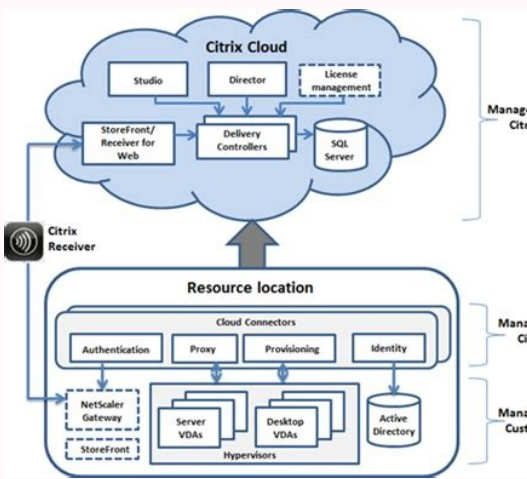 Citrix Cloud
Studio
Director
License
management
StoreFront/
Receiver for
Web
Delivery
Controllers
SQL
Server
Citrix
Receiver
Resource location
Cloud Connectors
Authentication
Proxy
Provisioning
Identity
NetScaler
Gateway
StoreFront
Server
VDAs
Desktop
VDAs
Hypervisors
Active
Directory